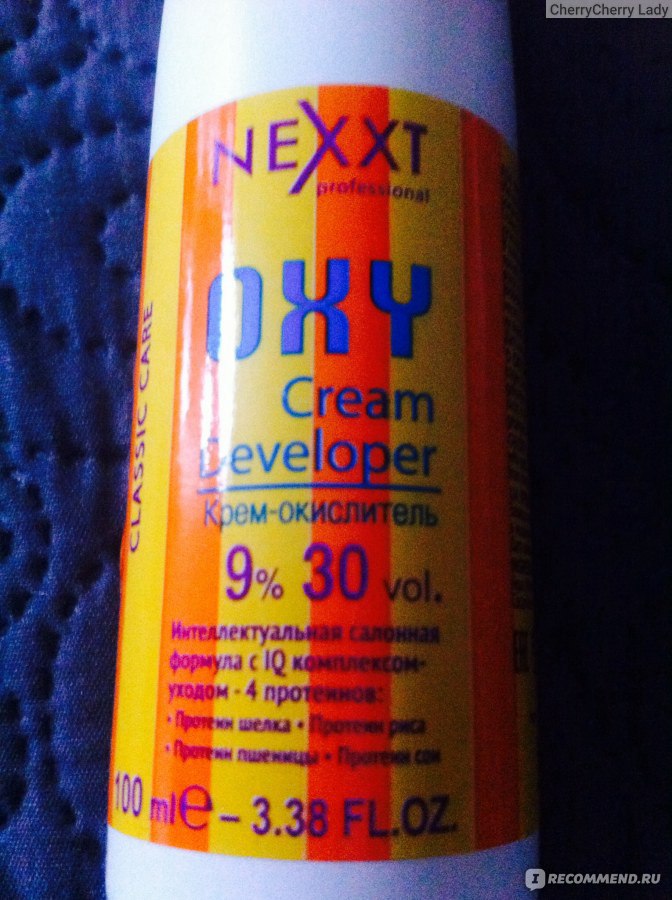 CherryCherry Lady
NEXXT
professional
OXY
Cream
Developer
Крем-окислитель
9% 30 vol.
Интеллектуальная салонная
формула с IQ комплексом-
уходом - 4 протеинов:
• Протеин шелка • Протеин риса
• Протеин пшеницы • Протеин сои
100 ml e - 3.38 FL.OZ.
CLASSIC CARE
IRECOMMEND.RU